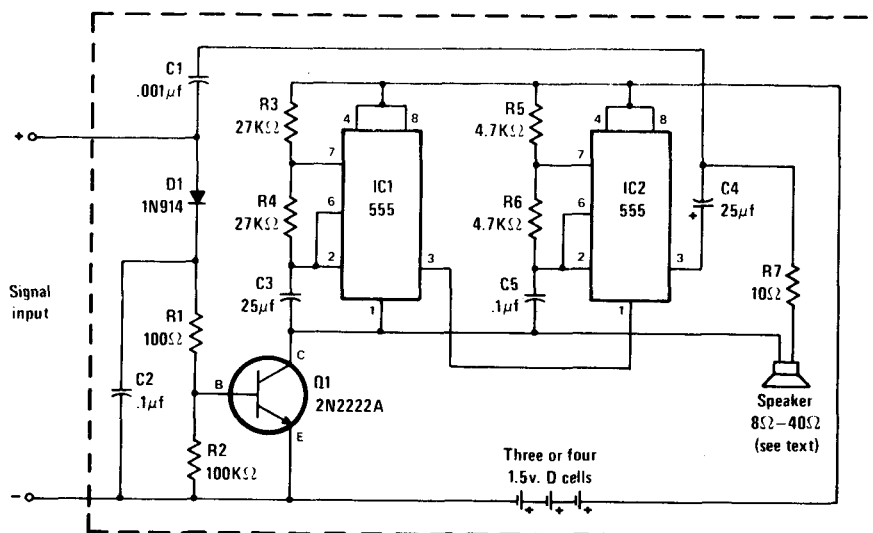 C1
.001µf
+
D1
1N914
Signal
input
R1
100Ω
C2
.1µf
R2
100KΩ
−
B
C
E
Q1
2N2222A
R3
27KΩ
R4
27KΩ
C3
25µf
4
8
7
6
2
3
1
IC1
555
R5
4.7KΩ
R6
4.7KΩ
C5
.1µf
4
8
7
6
2
3
1
IC2
555
C4
25µf
+
R7
10Ω
Speaker
8Ω–40Ω
(see text)
Three or four
1.5v. D cells
+ + +